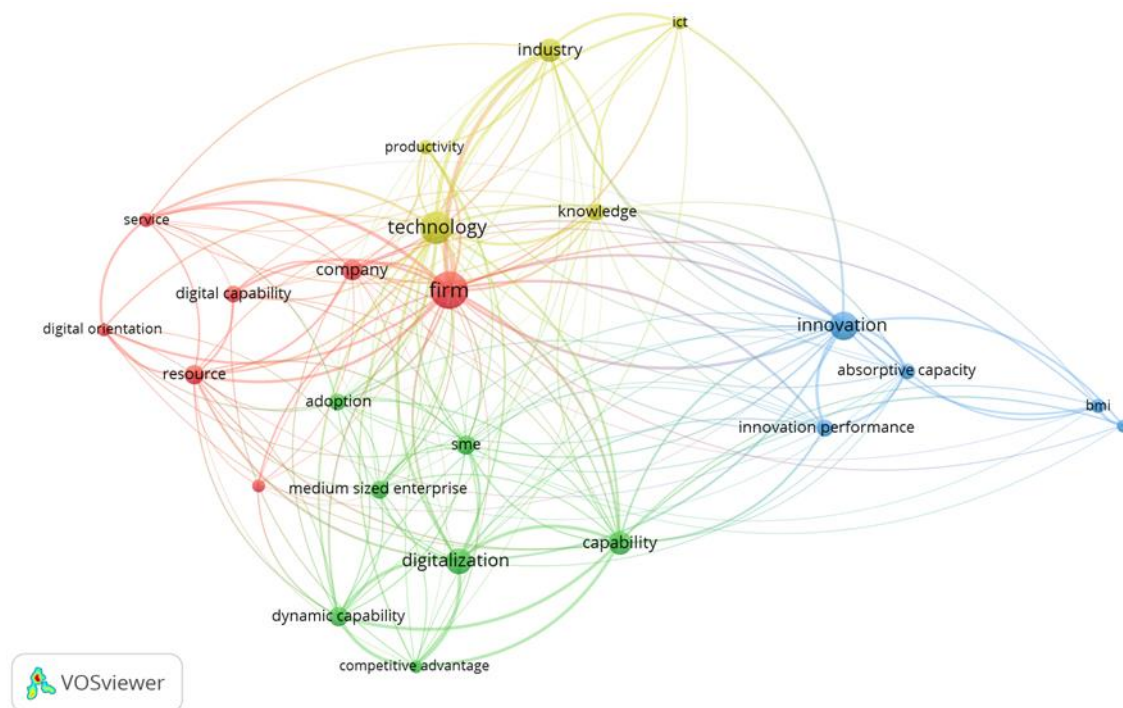 ict
industry
productivity
knowledge
service
technology
company
firm
digital capability
digital orientation
innovation
resource
absorptive capacity
adoption
bmi
innovation performance
sme
medium sized enterprise
capability
digitalization
dynamic capability
competitive advantage
VOSviewer